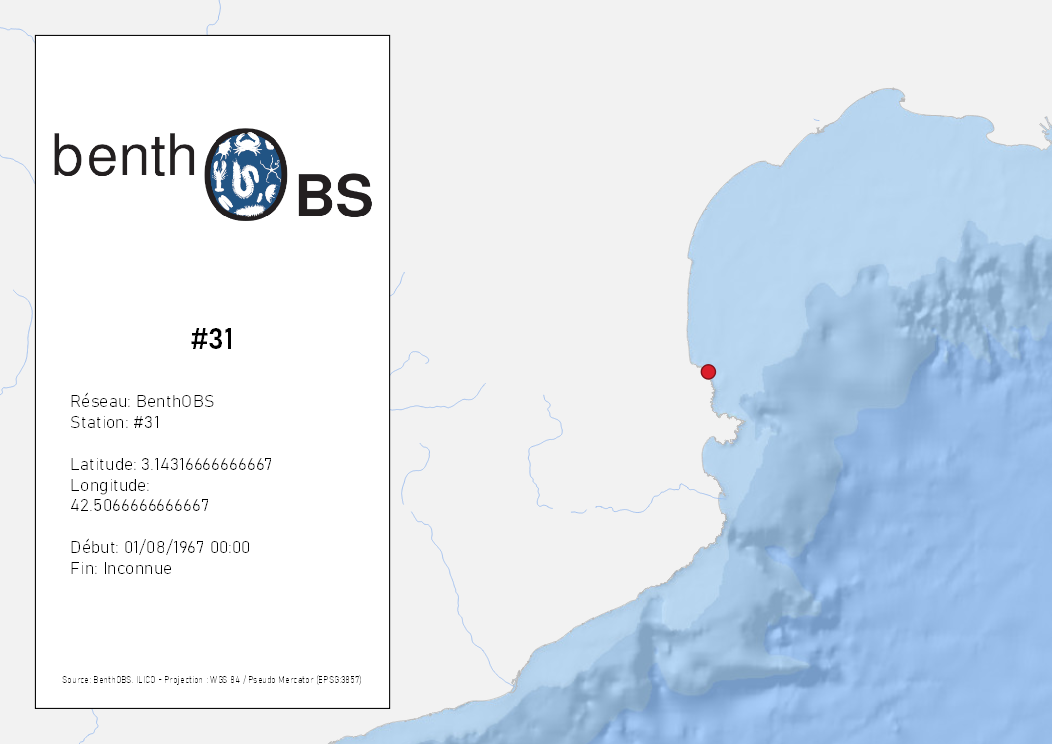 benthOBS
#31
Réseau: BenthOBS
Station: #31
Latitude: 3.14316666666667
Longitude:
42.5066666666667
Début: 01/08/1967 00:00
Fin: Inconnue
Source: BenthOBS, ILICO - Projection : WGS 84 / Pseudo Mercator (EPSG:3857)